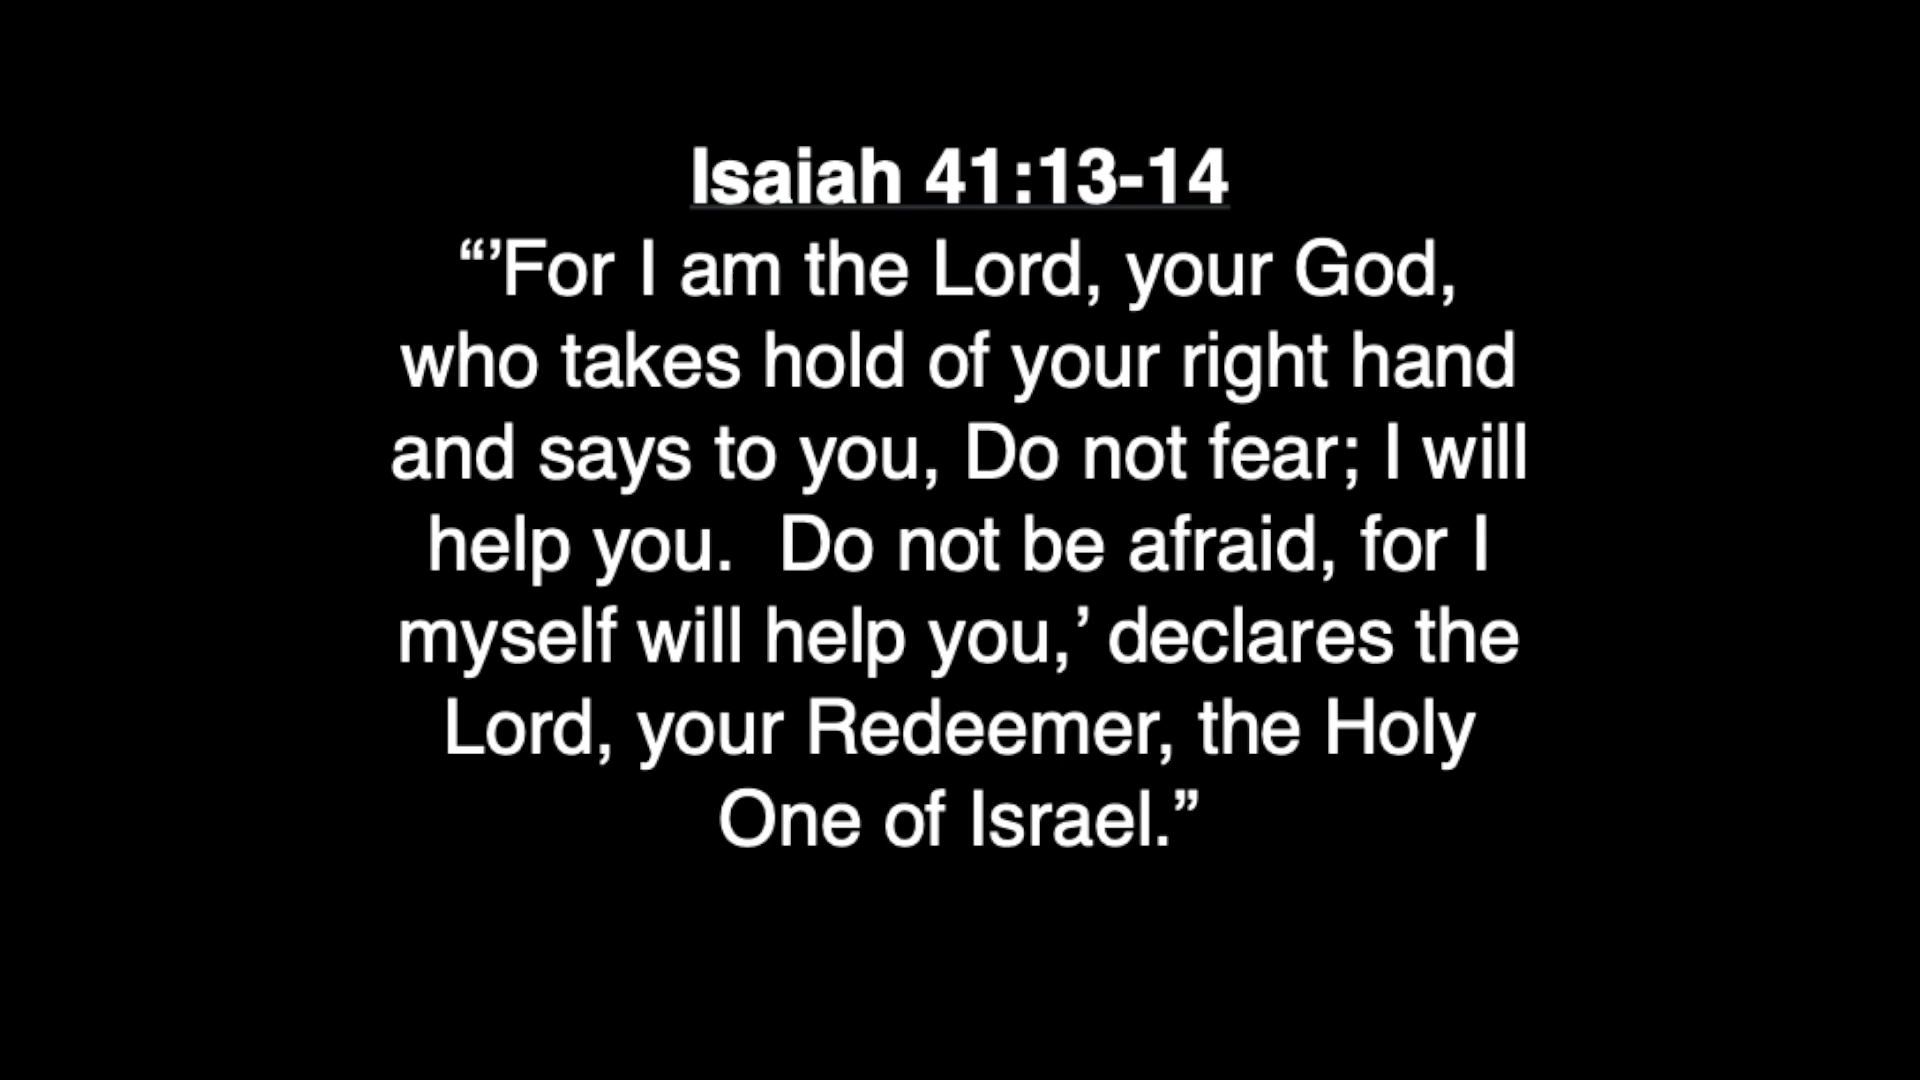 Isaiah 41:13-14
“’For I am the Lord, your God,
who takes hold of your right hand
and says to you, Do not fear; I will
help you.  Do not be afraid, for I
myself will help you,’ declares the
Lord, your Redeemer, the Holy
One of Israel.”